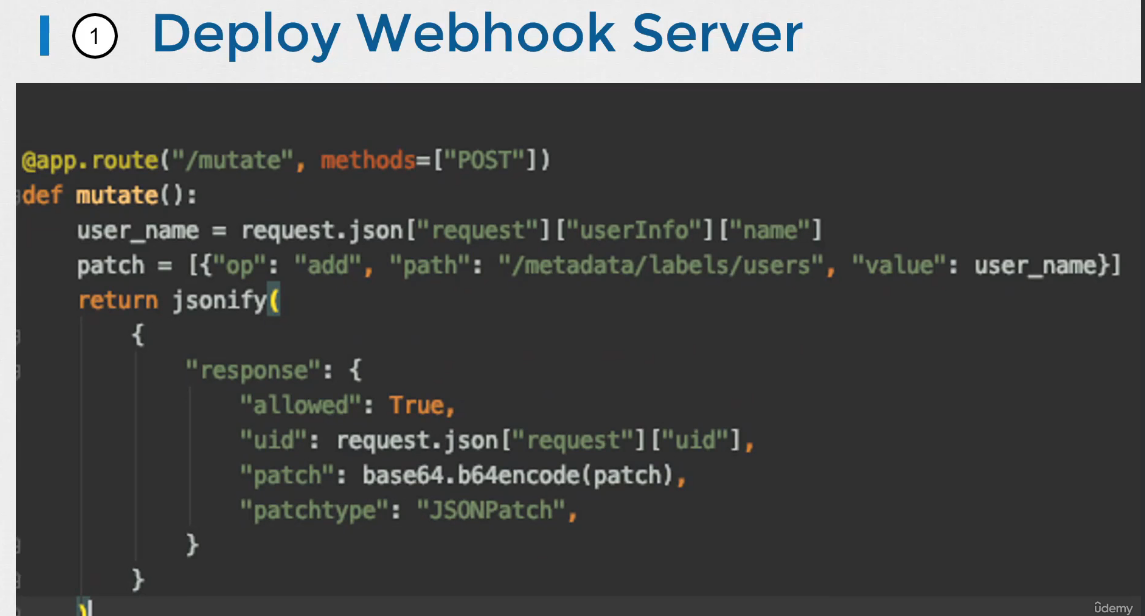 1 Deploy Webhook Server
@app.route("/mutate", methods=["POST"])
def mutate():
    user_name = request.json["request"]["userInfo"]["name"]
    patch = [{"op": "add", "path": "/metadata/labels/users", "value": user_name}]
    return jsonify(
        {
            "response": {
                "allowed": True,
                "uid": request.json["request"]["uid"],
                "patch": base64.b64encode(patch),
                "patchtype": "JSONPatch",
            }
        }
    )
udemy